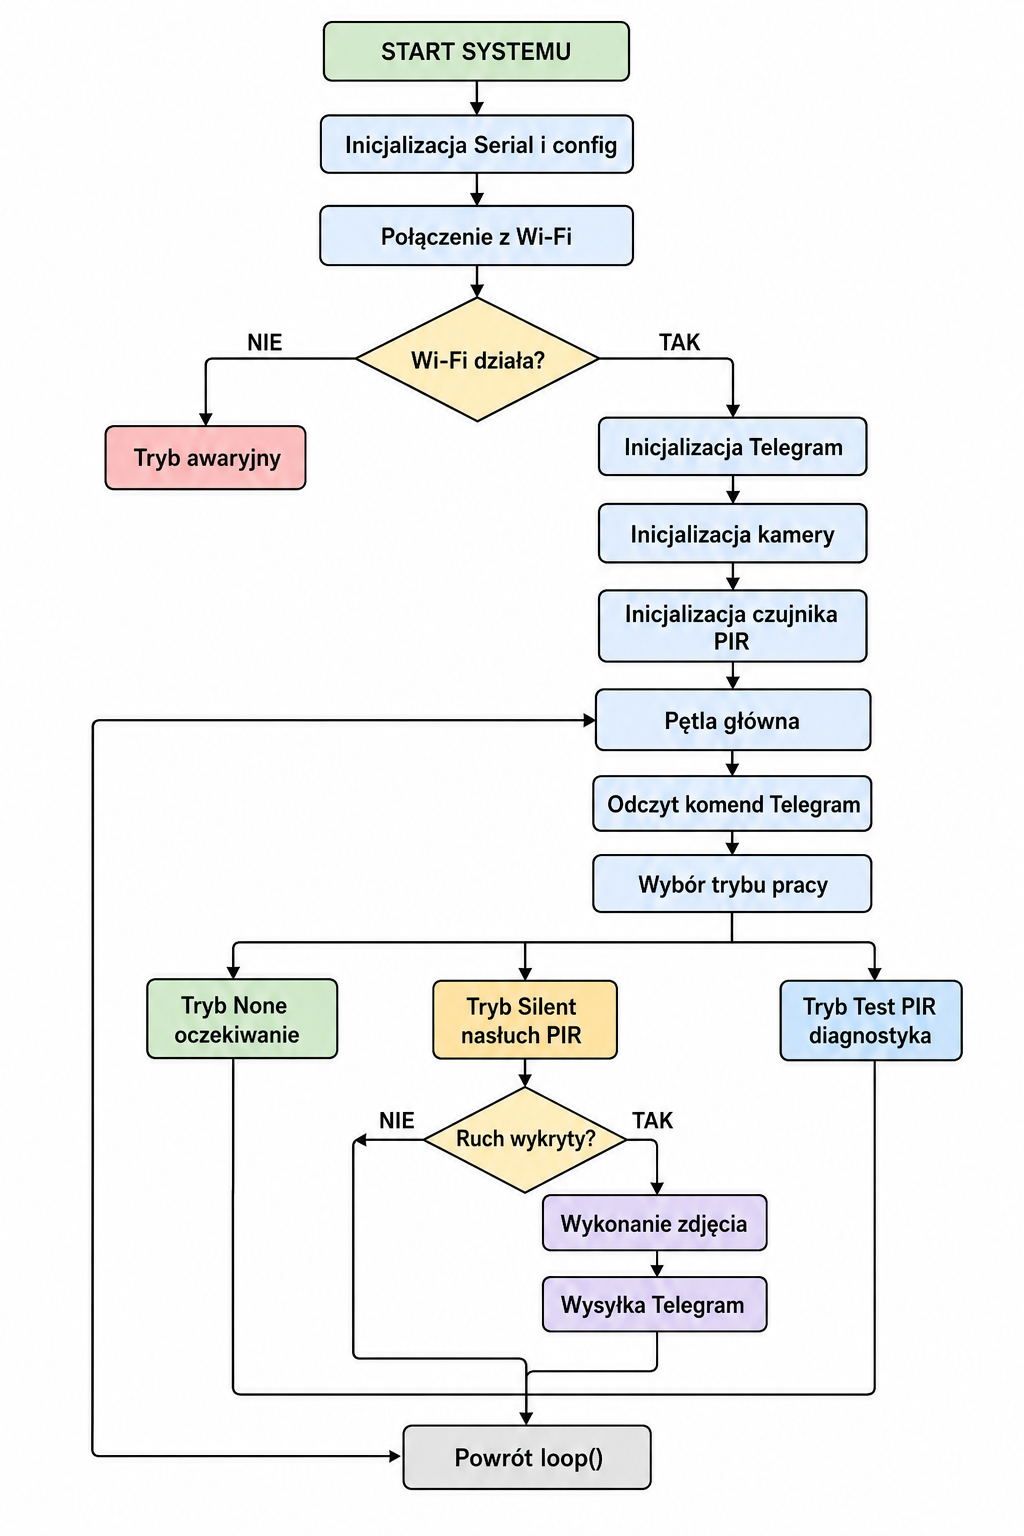 START SYSTEMU
Inicjalizacja Serial i config
Połączenie z Wi-Fi
Wi-Fi działa?
NIE
TAK
Tryb awaryjny
Inicjalizacja Telegram
Inicjalizacja kamery
Inicjalizacja czujnika
PIR
Pętla główna
Odczyt komend Telegram
Wybór trybu pracy
Tryb None
oczekiwanie
Tryb Silent
nasłuch PIR
Tryb Test PIR
diagnostyka
Ruch wykryty?
NIE
TAK
Wykonanie zdjęcia
Wysyłka Telegram
Powrót loop()